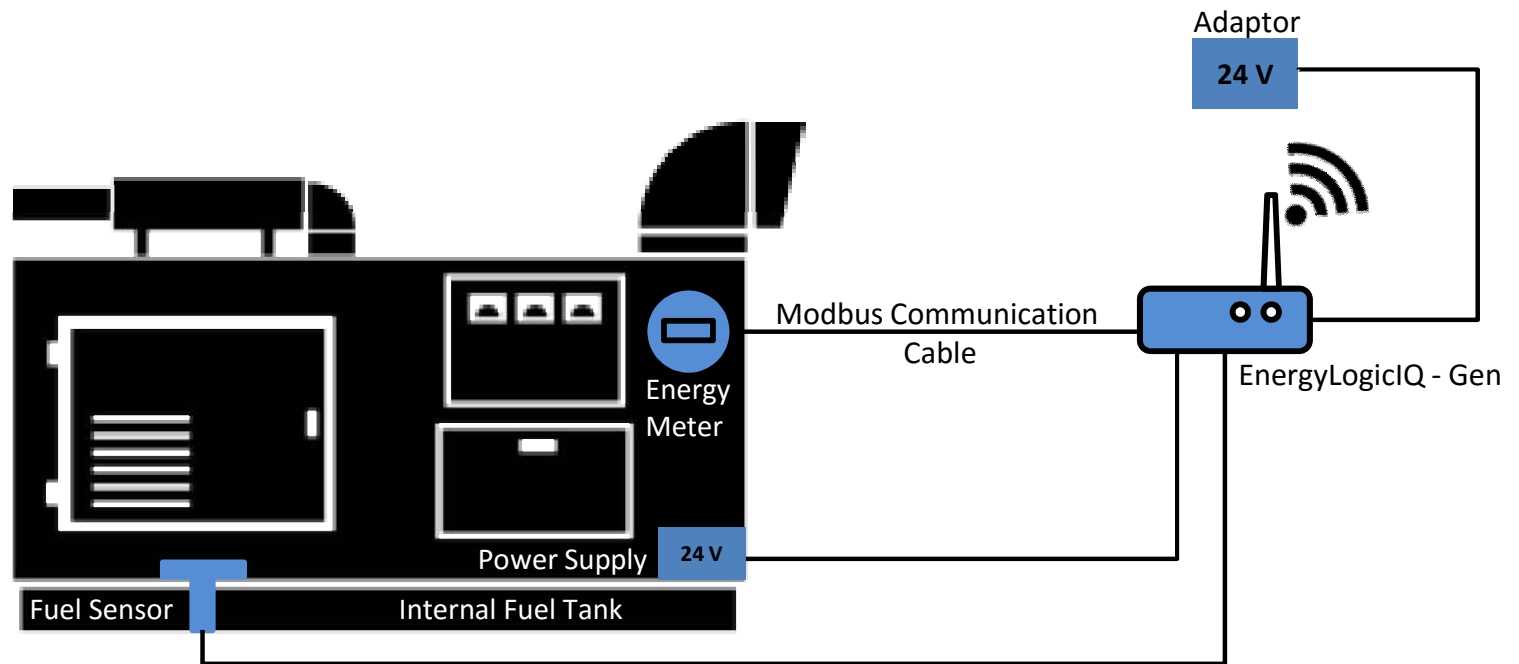 Adaptor
24 V
Modbus Communication
Cable
EnergyLogicIQ - Gen
Energy
Meter
Power Supply
24 V
Fuel Sensor
Internal Fuel Tank